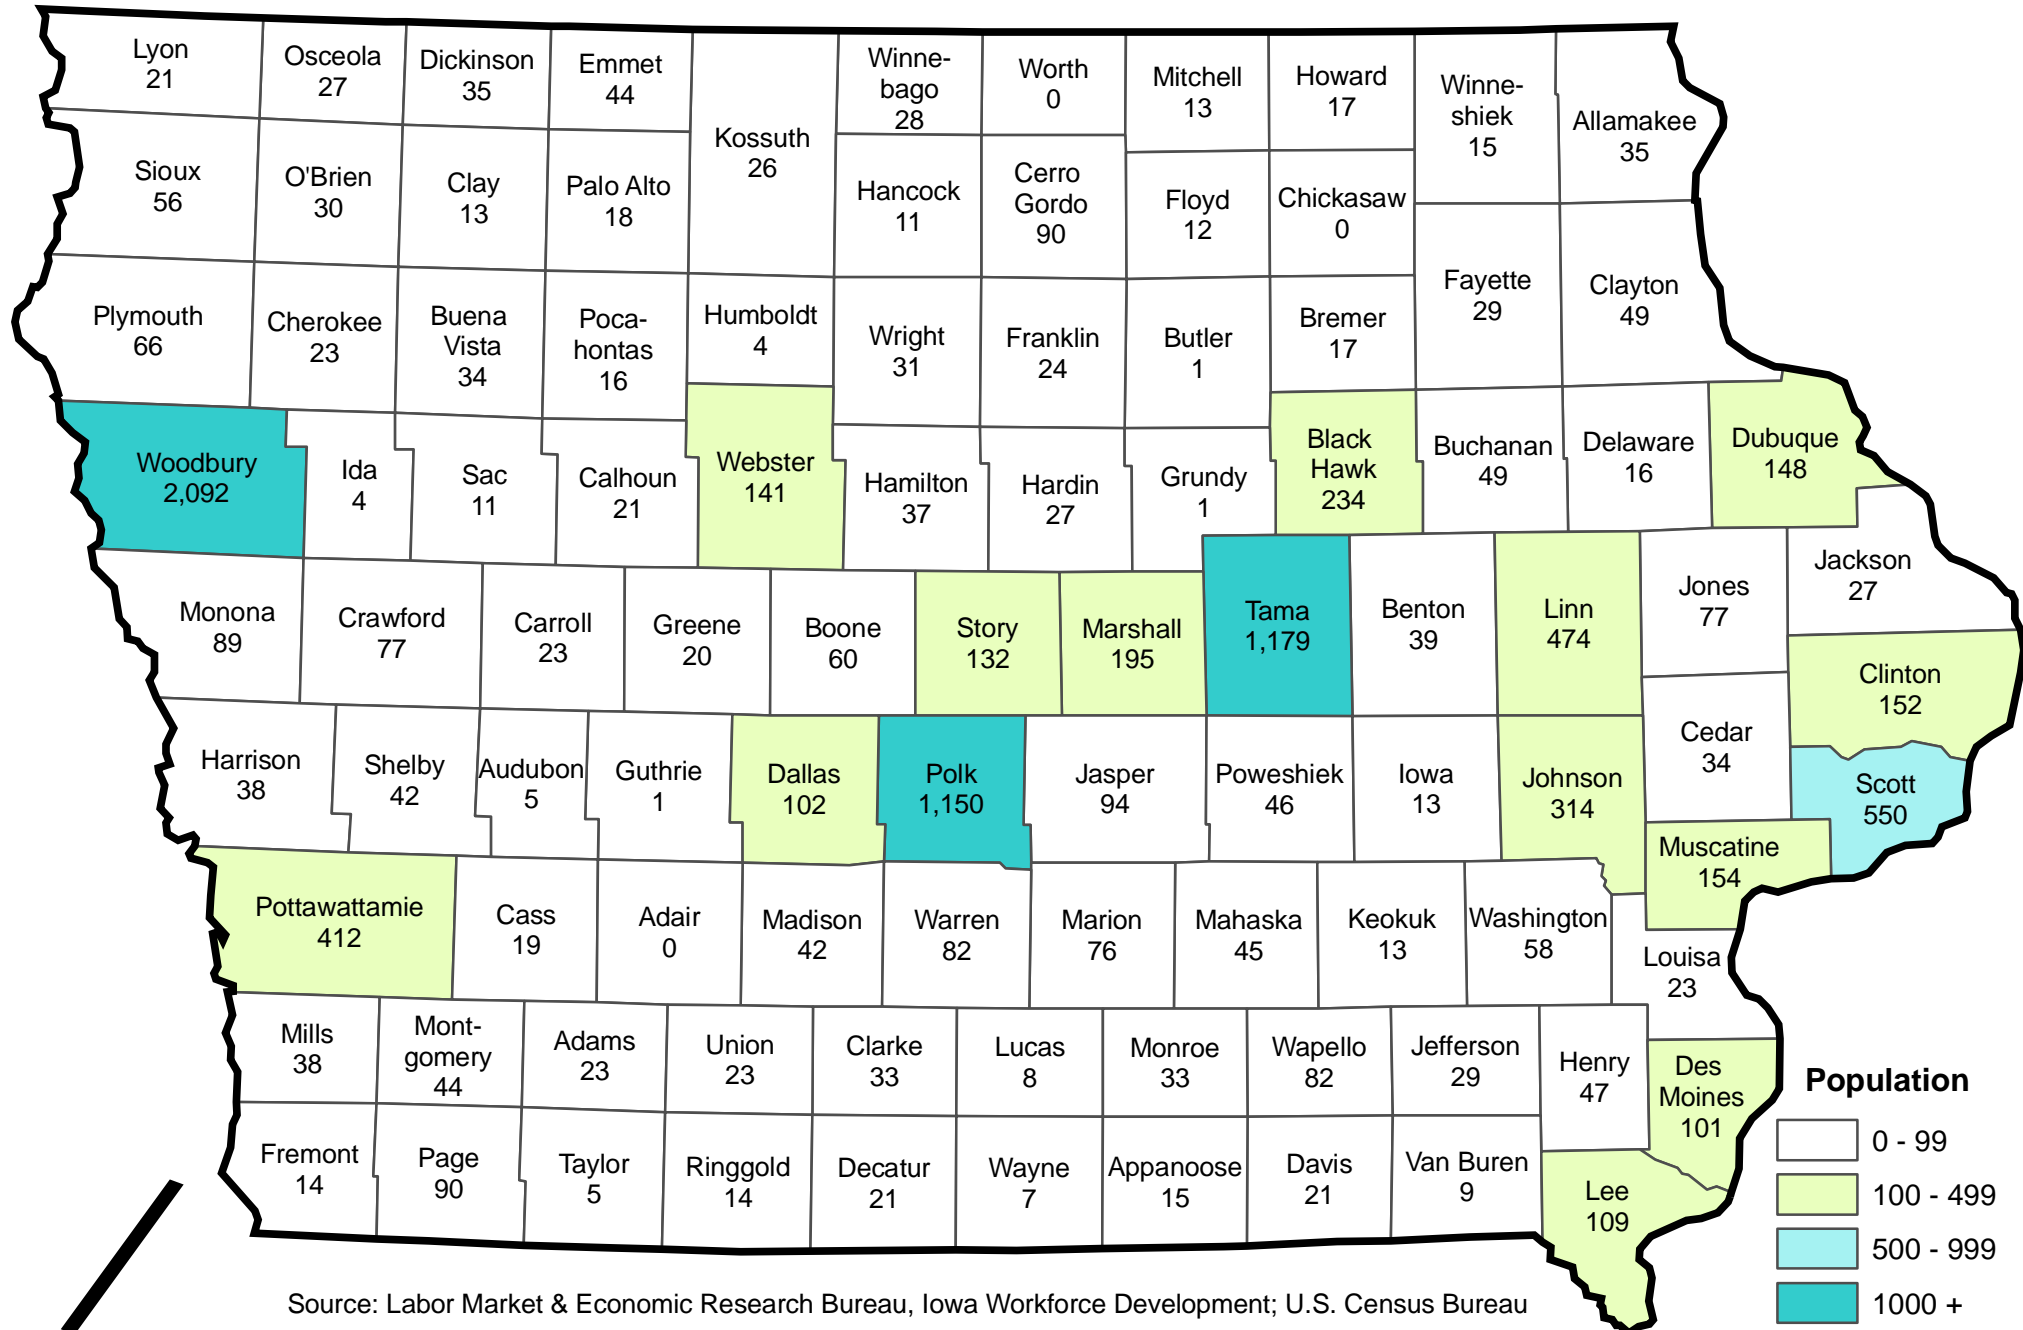 Lyon
21
Osceola
27
Dickinson
35
Emmet
44
Kossuth
26
Winne-
bago
28
Worth
0
Mitchell
13
Howard
17
Winne-
shiek
15
Allamakee
35
Sioux
56
O'Brien
30
Clay
13
Palo Alto
18
Hancock
11
Cerro
Gordo
90
Floyd
12
Chickasaw
0
Plymouth
66
Cherokee
23
Buena
Vista
34
Poca-
hontas
16
Humboldt
4
Wright
31
Franklin
24
Butler
1
Bremer
17
Fayette
29
Clayton
49
Woodbury
2,092
Ida
4
Sac
11
Calhoun
21
Webster
141
Hamilton
37
Hardin
27
Grundy
1
Black
Hawk
234
Buchanan
49
Delaware
16
Dubuque
148
Monona
89
Crawford
77
Carroll
23
Greene
20
Boone
60
Story
132
Marshall
195
Tama
1,179
Benton
39
Linn
474
Jones
77
Jackson
27
Clinton
152
Harrison
38
Shelby
42
Audubon
5
Guthrie
1
Dallas
102
Polk
1,150
Jasper
94
Poweshiek
46
Iowa
13
Johnson
314
Cedar
34
Scott
550
Muscatine
154
Pottawattamie
412
Cass
19
Adair
0
Madison
42
Warren
82
Marion
76
Mahaska
45
Keokuk
13
Washington
58
Louisa
23
Mills
38
Mont-
gomery
44
Adams
23
Union
23
Clarke
33
Lucas
8
Monroe
33
Wapello
82
Jefferson
29
Henry
47
Des
Moines
101
Fremont
14
Page
90
Taylor
5
Ringgold
14
Decatur
21
Wayne
7
Appanoose
15
Davis
21
Van Buren
9
Lee
109
Population
0 - 99
100 - 499
500 - 999
1000 +
Source: Labor Market & Economic Research Bureau, Iowa Workforce Development; U.S. Census Bureau